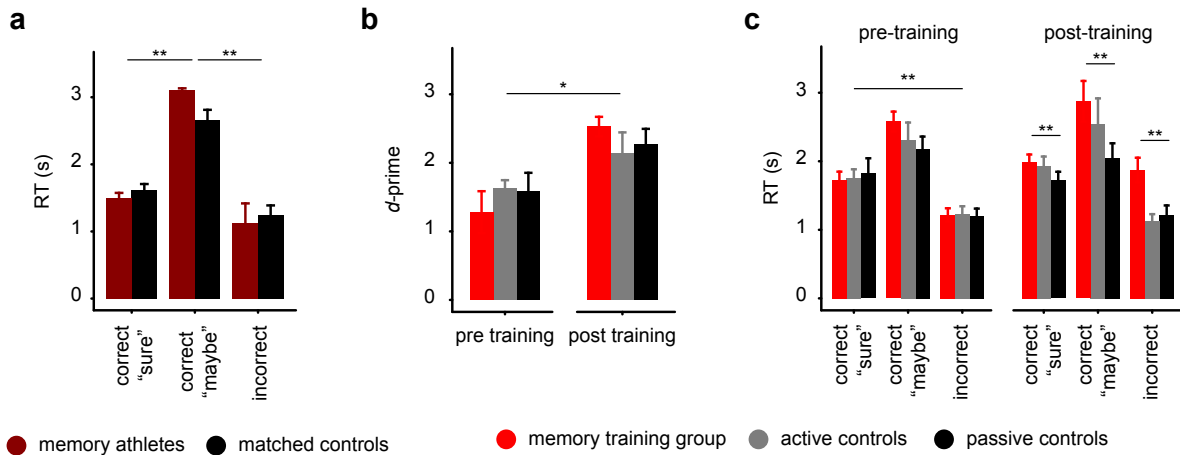 a
RT (s)
3
2
1
0
**
**
correct
“sure”
correct
“maybe”
incorrect
memory athletes
matched controls
b
d-prime
3
2
1
0
*
pre training
post training
c
pre-training
post-training
RT (s)
3
2
1
0
**
**
**
**
correct
“sure”
correct
“maybe”
incorrect
correct
“sure”
correct
“maybe”
incorrect
memory training group
active controls
passive controls